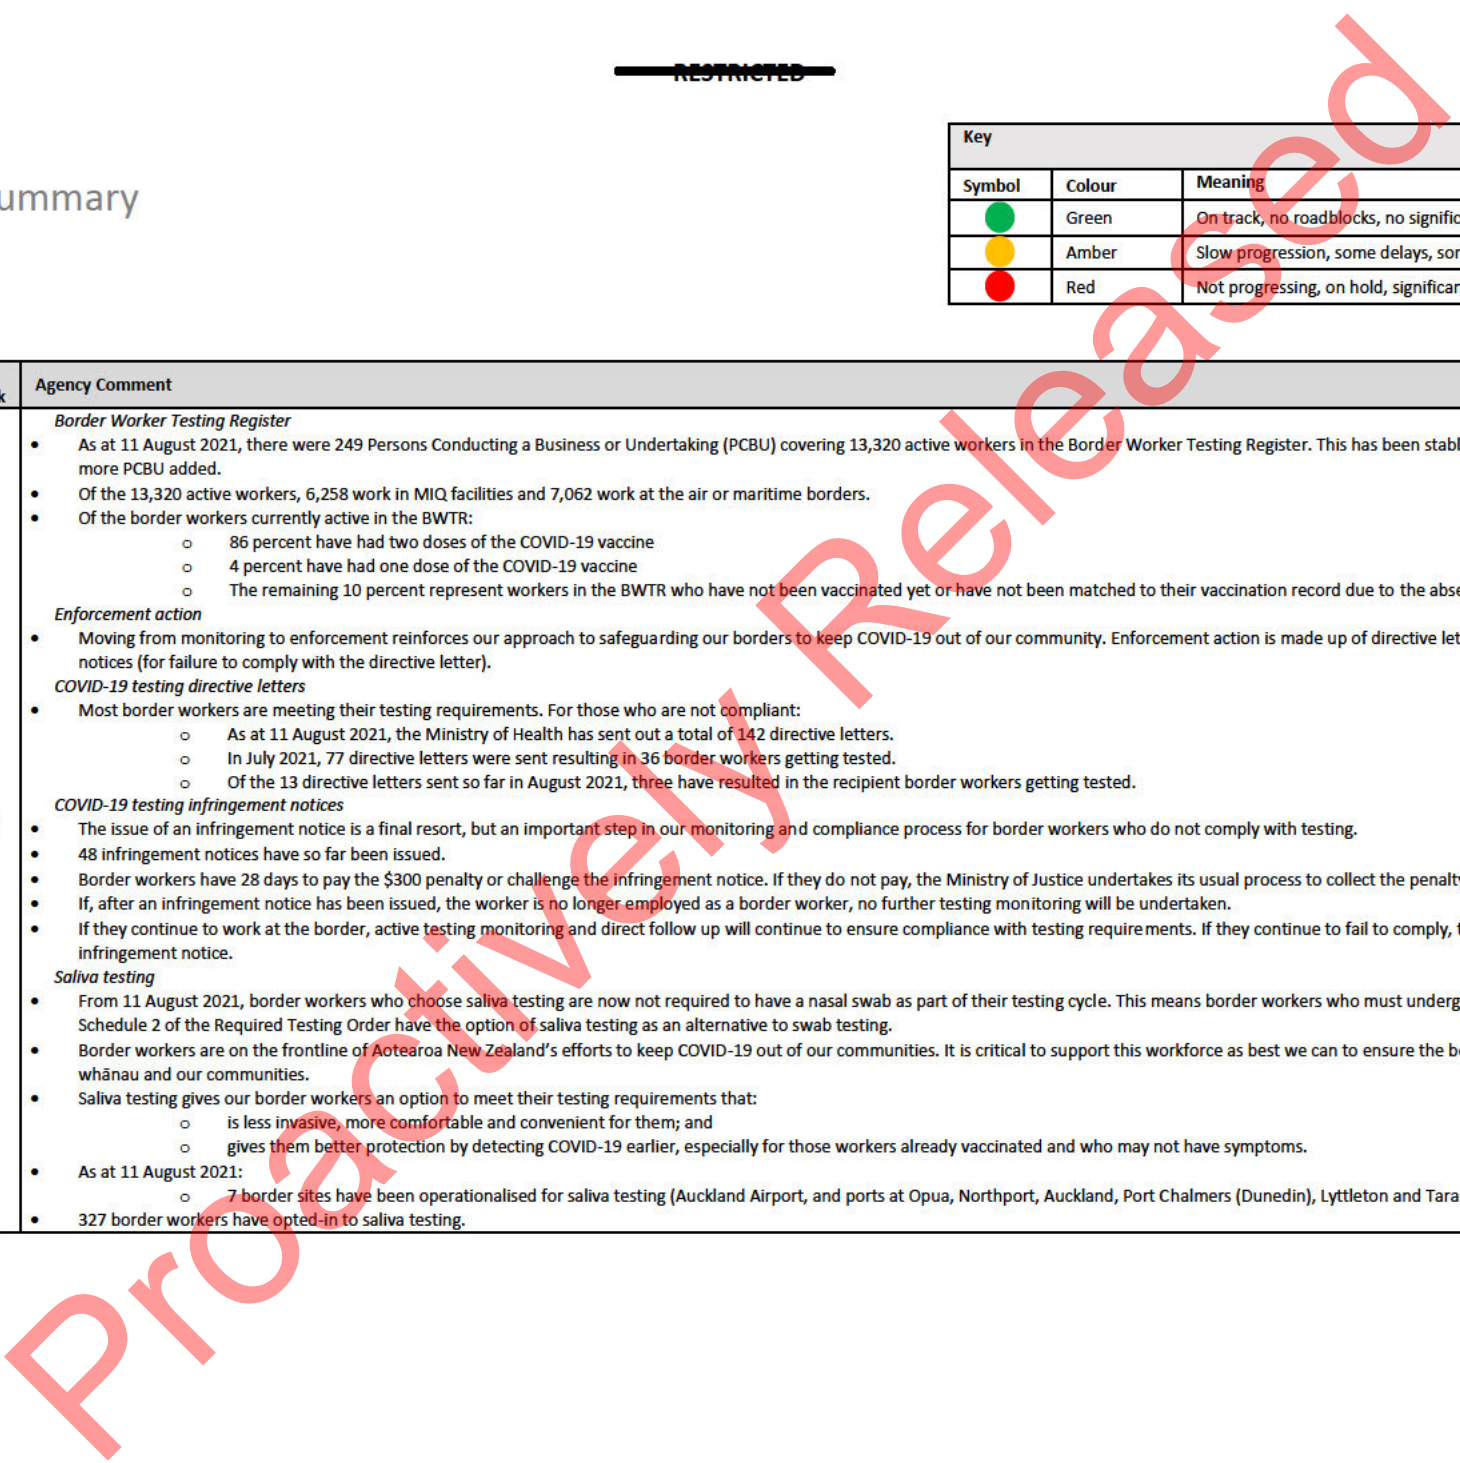 RESTRICTED
Key
ummary
Symbol Colour Meaning
Green On track, no roadblocks, no signific
Amber Slow progression, some delays, sor
Red Not progressing, on hold, significar
k Agency Comment
Border Worker Testing Register
• As at 11 August 2021, there were 249 Persons Conducting a Business or Undertaking (PCBU) covering 13,320 active workers in the Border Worker Testing Register. This has been stabl
more PCBU added.
• Of the 13,320 active workers, 6,258 work in MIQ facilities and 7,062 work at the air or maritime borders.
• Of the border workers currently active in the BWTR:
o 86 percent have had two doses of the COVID-19 vaccine
o 4 percent have had one dose of the COVID-19 vaccine
o The remaining 10 percent represent workers in the BWTR who have not been vaccinated yet or have not been matched to their vaccination record due to the abse
Enforcement action
• Moving from monitoring to enforcement reinforces our approach to safeguarding our borders to keep COVID-19 out of our community. Enforcement action is made up of directive let
notices (for failure to comply with the directive letter).
COVID-19 testing directive letters
• Most border workers are meeting their testing requirements. For those who are not compliant:
o As at 11 August 2021, the Ministry of Health has sent out a total of 142 directive letters.
o In July 2021, 77 directive letters were sent resulting in 36 border workers getting tested.
o Of the 13 directive letters sent so far in August 2021, three have resulted in the recipient border workers getting tested.
COVID-19 testing infringement notices
• The issue of an infringement notice is a final resort, but an important step in our monitoring and compliance process for border workers who do not comply with testing.
• 48 infringement notices have so far been issued.
• Border workers have 28 days to pay the $300 penalty or challenge the infringement notice. If they do not pay, the Ministry of Justice undertakes its usual process to collect the penalty
• If, after an infringement notice has been issued, the worker is no longer employed as a border worker, no further testing monitoring will be undertaken.
• If they continue to work at the border, active testing monitoring and direct follow up will continue to ensure compliance with testing requirements. If they continue to fail to comply, t
infringement notice.
Saliva testing
• From 11 August 2021, border workers who choose saliva testing are now not required to have a nasal swab as part of their testing cycle. This means border workers who must underg
Schedule 2 of the Required Testing Order have the option of saliva testing as an alternative to swab testing.
• Border workers are on the frontline of Aotearoa New Zealand's efforts to keep COVID-19 out of our communities. It is critical to support this workforce as best we can to ensure the be
whānau and our communities.
• Saliva testing gives our border workers an option to meet their testing requirements that:
o is less invasive, more comfortable and convenient for them; and
o gives them better protection by detecting COVID-19 earlier, especially for those workers already vaccinated and who may not have symptoms.
• As at 11 August 2021:
o 7 border sites have been operationalised for saliva testing (Auckland Airport, and ports at Opua, Northport, Auckland, Port Chalmers (Dunedin), Lyttleton and Tara
• 327 border workers have opted-in to saliva testing.
Proactively Released